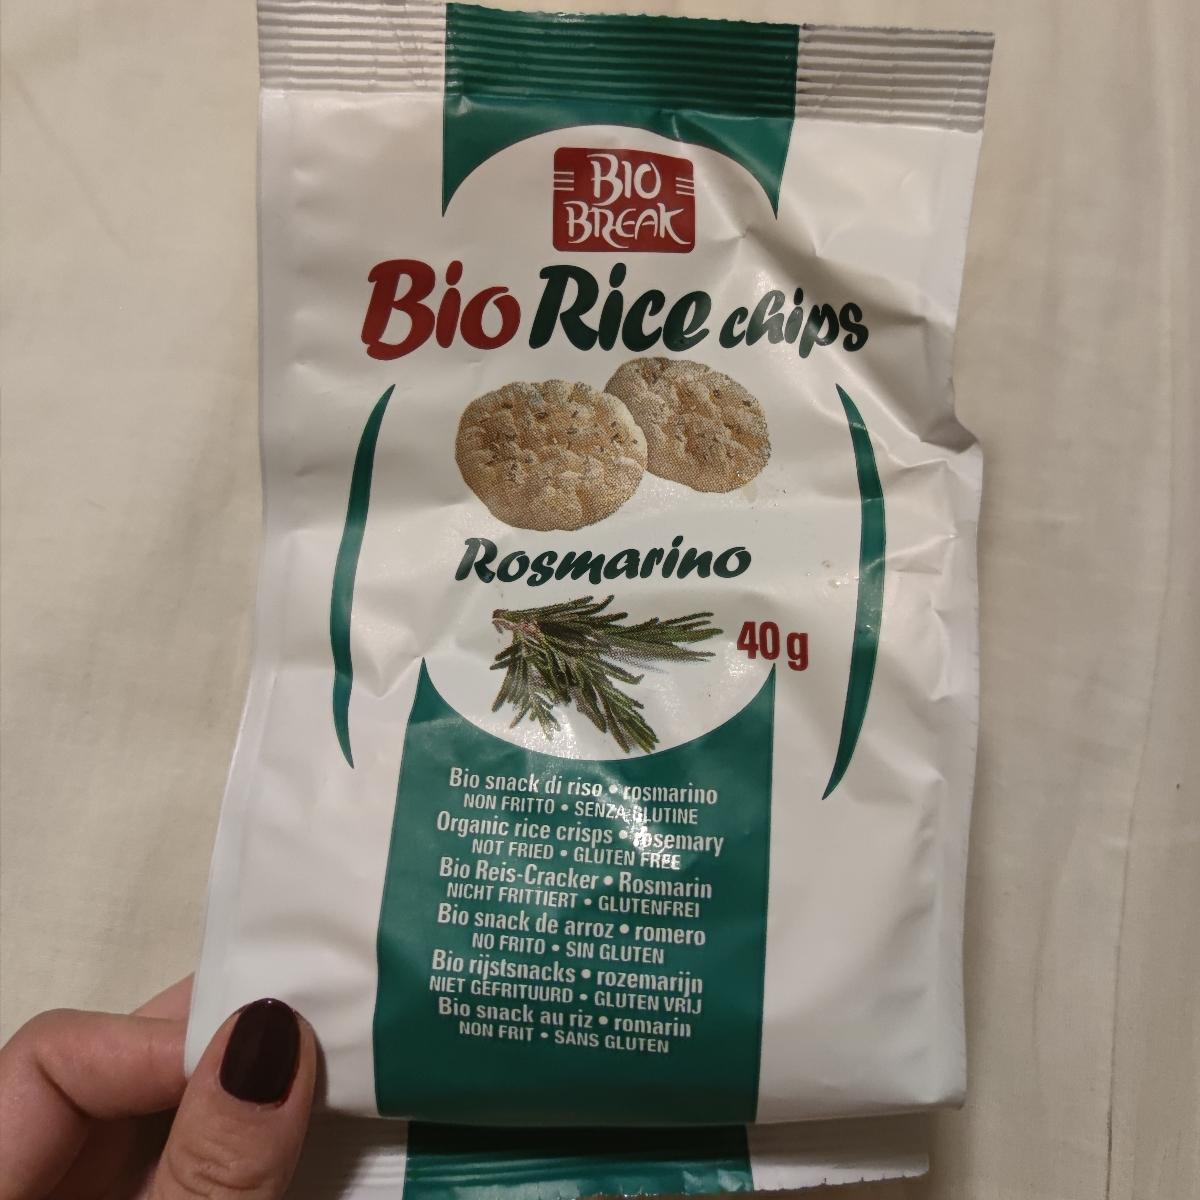 BIO
BREAK
Bio Rice chips
Rosmarino
40 g
Bio snack di riso • rosmarino
NON FRITTO • SENZA GLUTINE
Organic rice crisps • rosemary
NOT FRIED • GLUTEN FREE
Bio Reis-Cracker • Rosmarin
NICHT FRITTIERT • GLUTENFREI
Bio snack de arroz • romero
NO FRITO • SIN GLUTEN
Bio rijstsnacks • rozemarijn
NIET GEFRITUURD • GLUTEN VRIJ
Bio snack au riz • romarin
NON FRIT • SANS GLUTEN